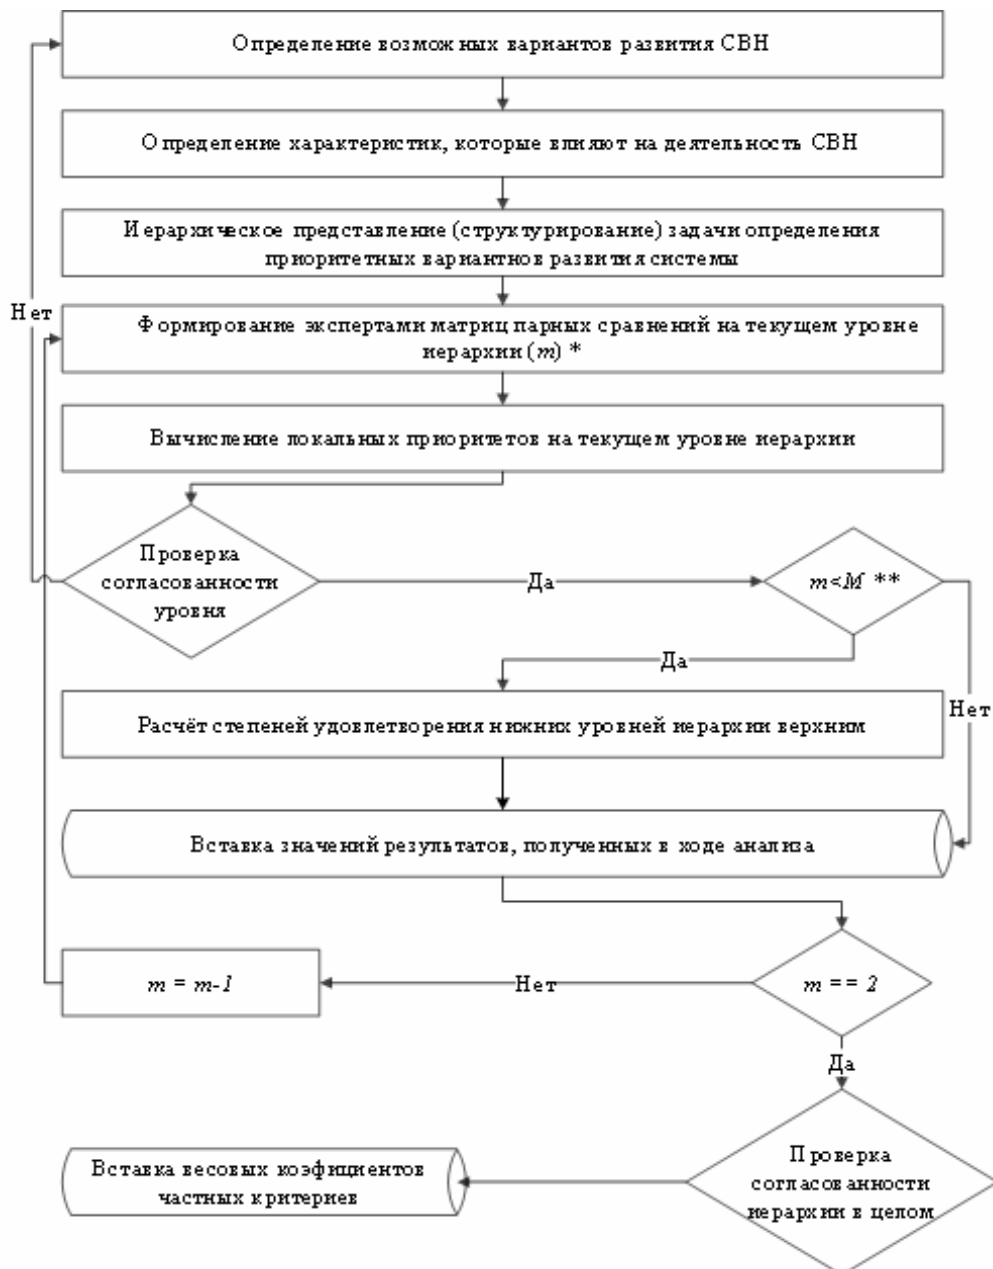 Определение возможных вариантов развития СВН
Определение характеристик, которые влияют на деятельность СВН
Иерархическое представление (структурирование) задачи определения
приоритетных вариантнов развития системы
Нет
Формирование экспертами матриц парных сравнений на текущем уровне
иерархии (m) *
Вычисление локальных приоритетов на текущем уровне иерархии
Проверка
согласованности
уровня
Да
m<M **
Да
Расчёт степеней удовлетворения нижних уровней иерархии верхним
Нет
Вставка значений результатов, полученных в ходе анализа
m = m-1
Нет
m == 2
Да
Проверка
согласованности
иерархии в целом
Вставка весовых коэфициентов
частных критериев